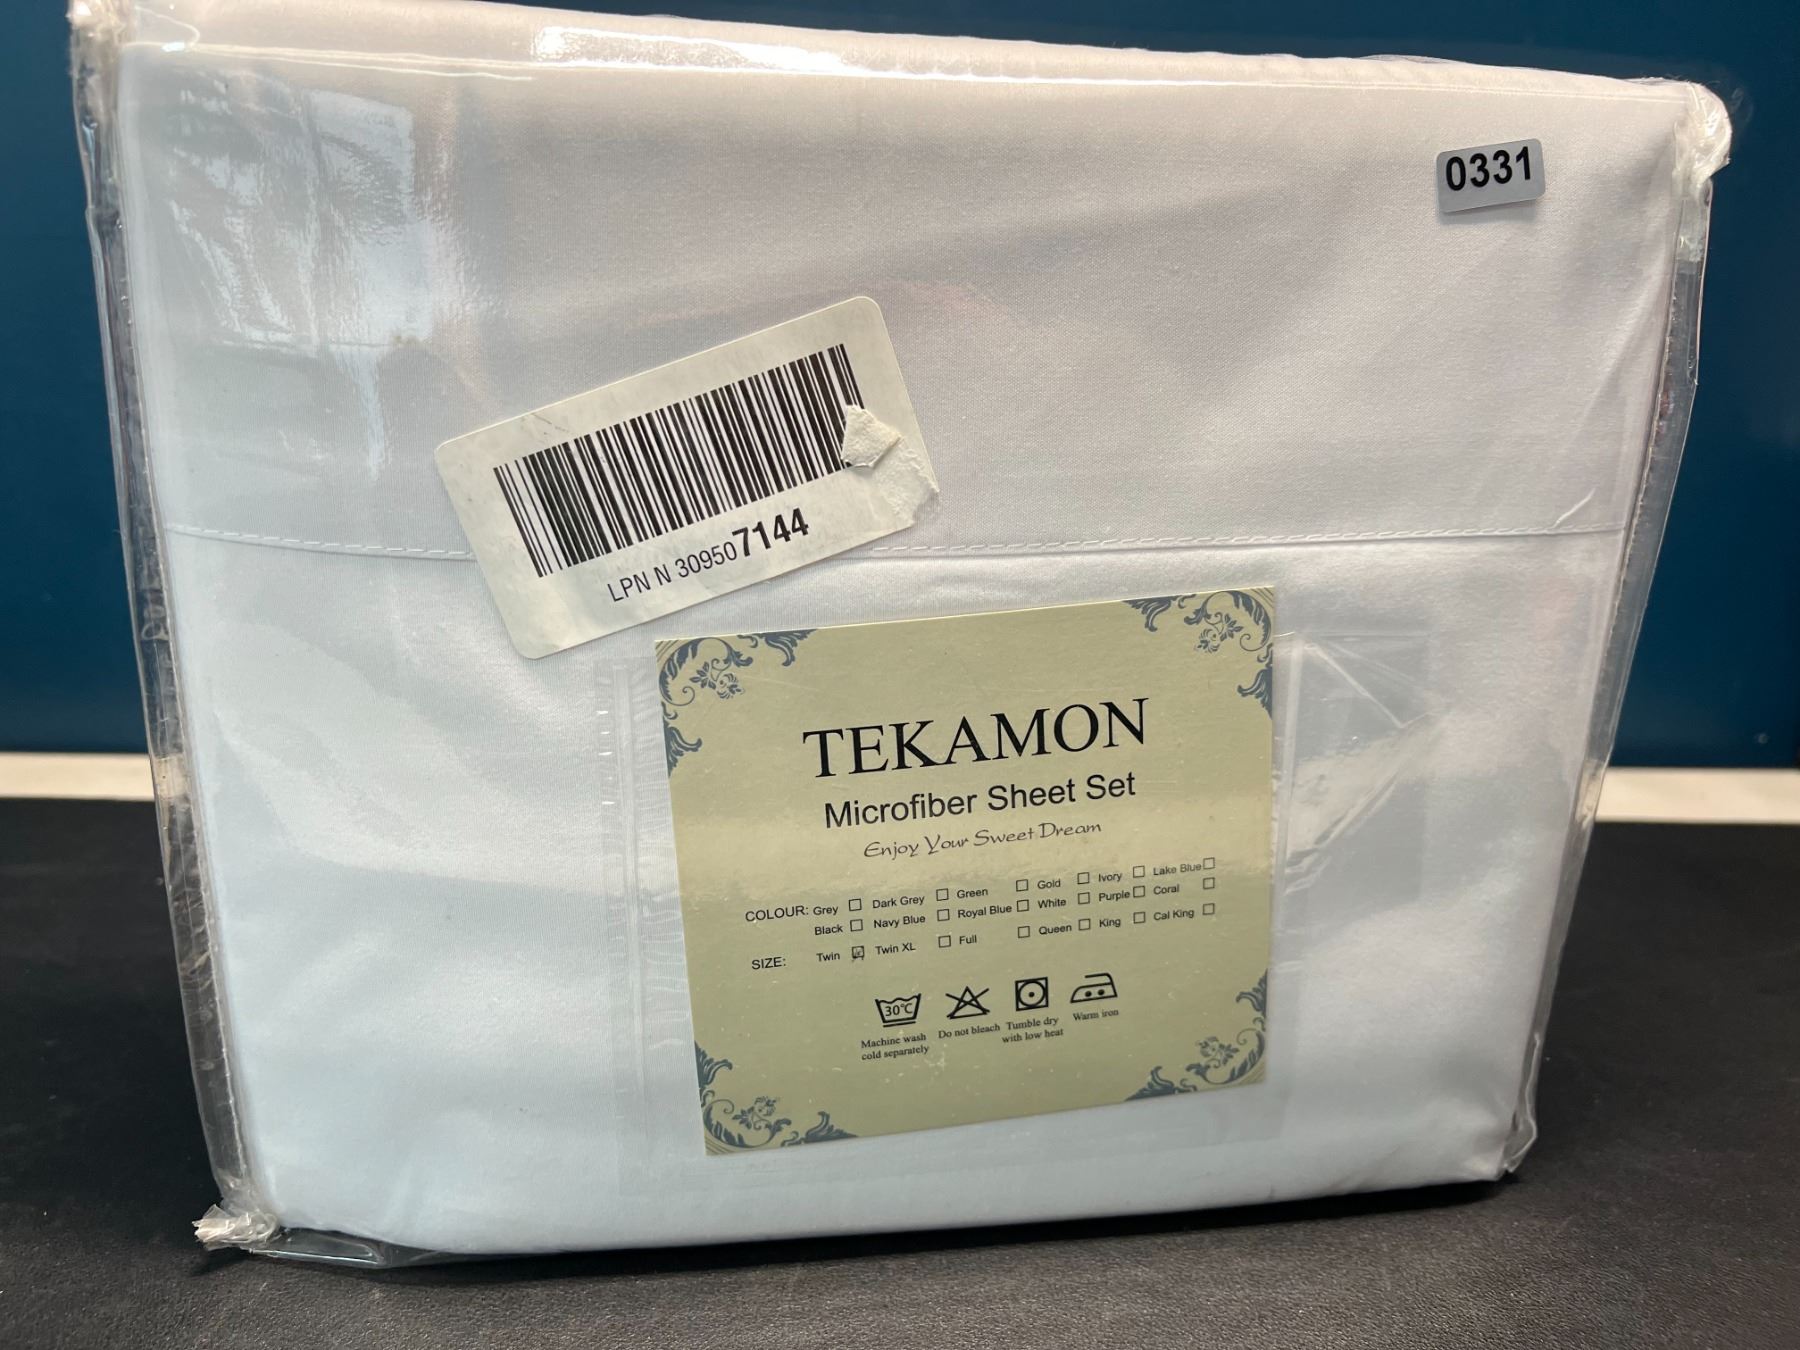 0331
LPN N 309507144
TEKAMON
Microfiber Sheet Set
Enjoy Your Sweet Dream
COLOUR: Grey ☐ Dark Grey ☐ Green ☐ Gold ☐ Ivory ☐ Lake Blue ☐
Black ☐ Navy Blue ☐ Royal Blue ☐ White ☐ Purple ☐ Coral ☐
SIZE: Twin ☑ Twin XL ☐ Full ☐ Queen ☐ King ☐ Cal King ☐
30°C
Machine wash cold separately
Do not bleach
Tumble dry with low heat
Warm iron